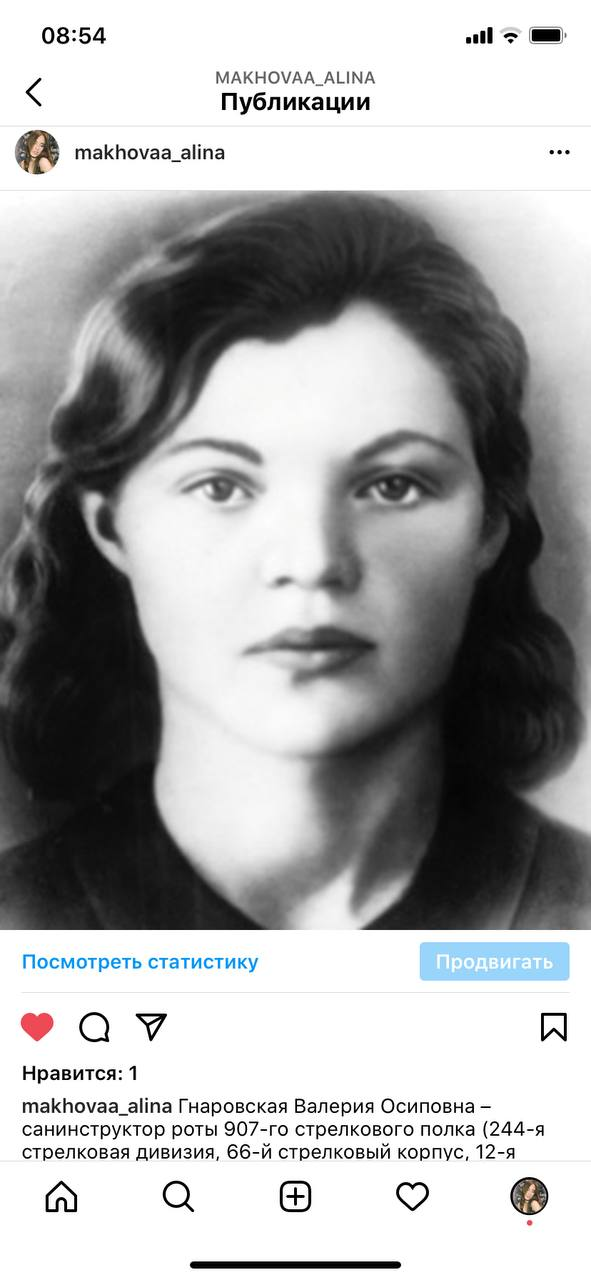 08:54
MAKHOVAA_ALINA
Публикации
makhovaa_alina
Посмотреть статистику
Продвигать
Нравится: 1
makhovaa_alina Гнаровская Валерия Осиповна –
санинструктор роты 907-го стрелкового полка (244-я
стрелковая дивизия, 66-й стрелковый корпус, 12-я